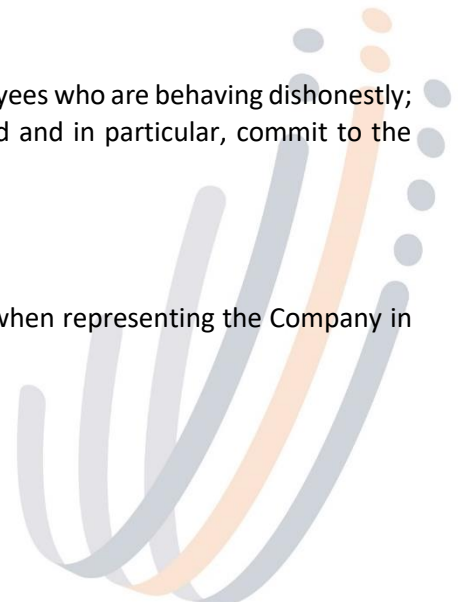 yees who are behaving dishonestly;
d and in particular, commit to the
when representing the Company in